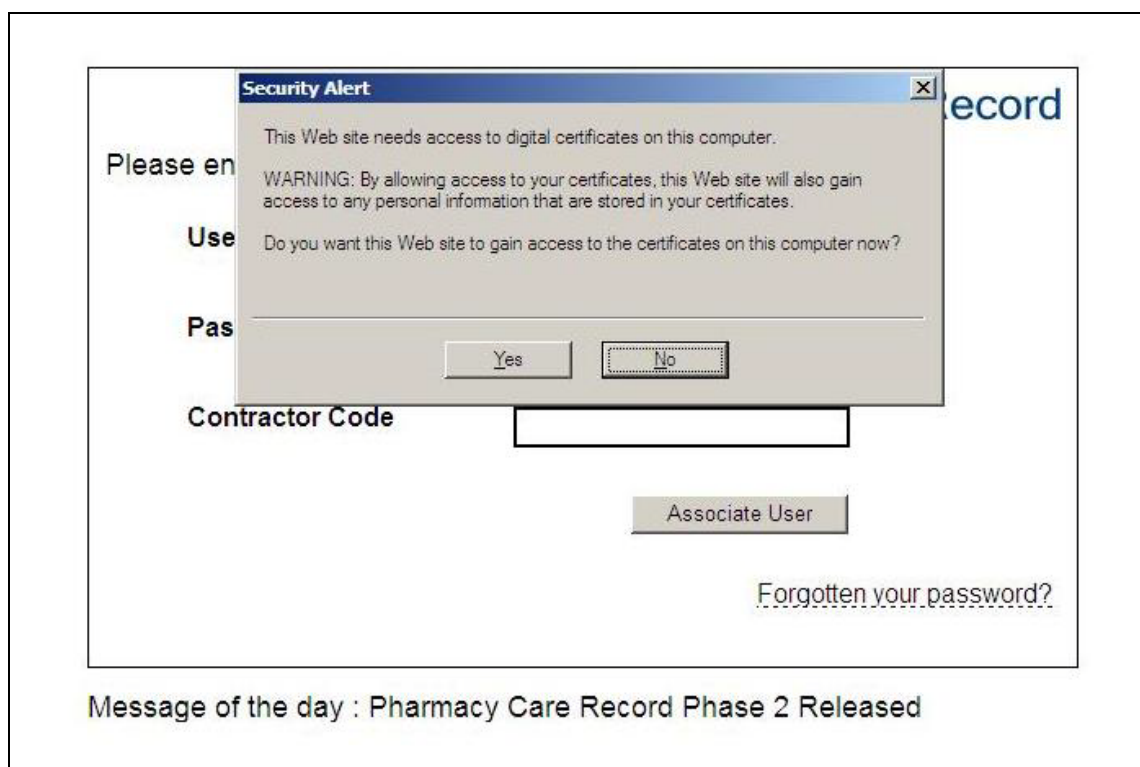 Security Alert
ecord
This Web site needs access to digital certificates on this computer.
Please en
WARNING: By allowing access to your certificates, this Web site will also gain
access to any personal information that are stored in your certificates.
Use
Do you want this Web site to gain access to the certificates on this computer now?
Pas
Yes No
Contractor Code
Associate User
Forgotten your password?
Message of the day : Pharmacy Care Record Phase 2 Released